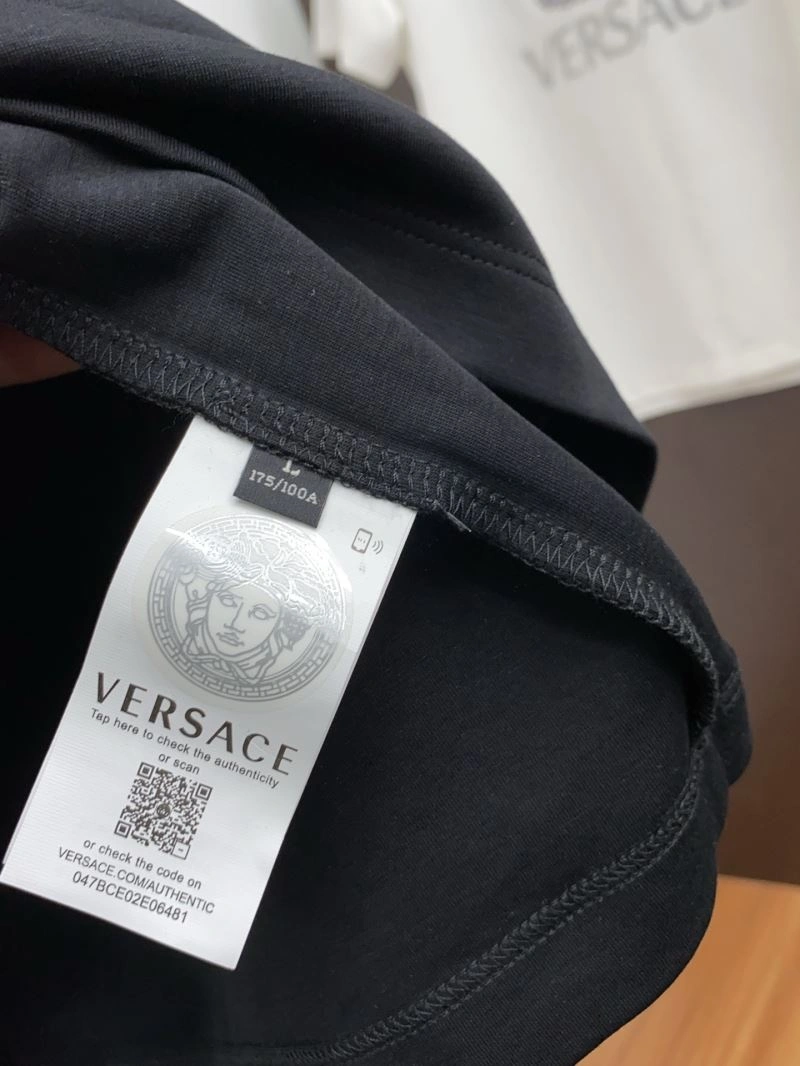 VERSACE
L
175/100A
VERSACE
Tap here to check the authenticity
or scan
or check the code on
VERSACE.COM/AUTHENTIC
047BCE02E06481